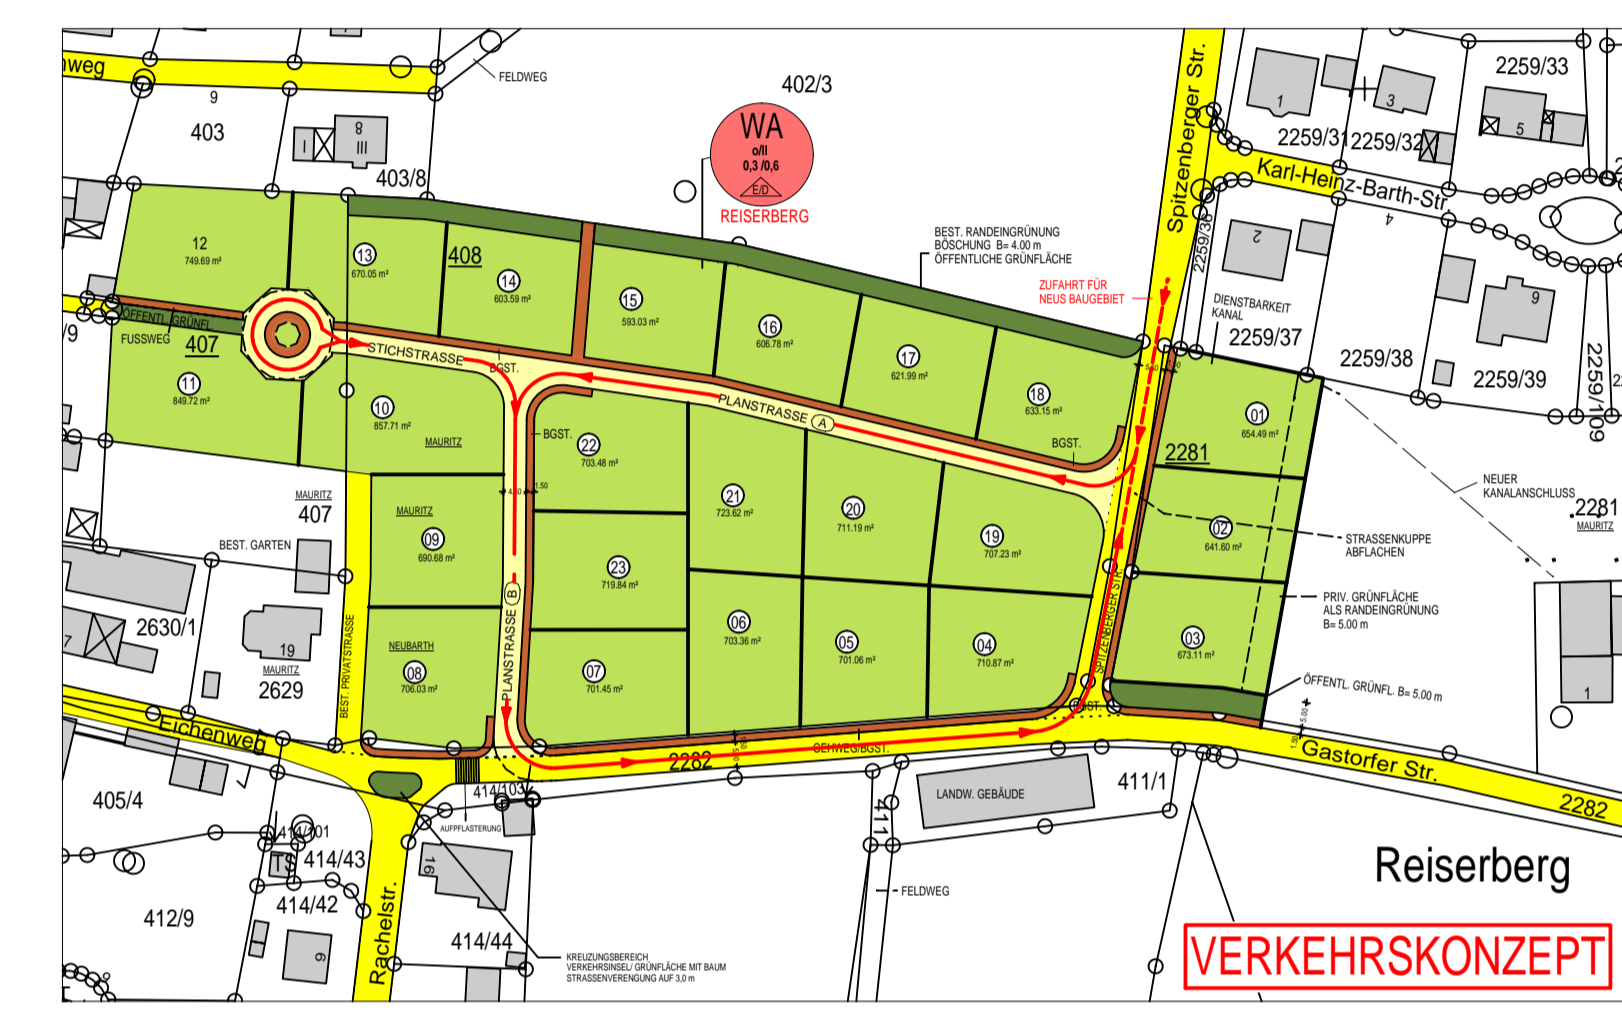 nweg
FELDWEG
402/3
Spitzenberger Str.
2259/33
9
403
8
III
I
403/8
WA
o/II
0,3 /0,6
E/D
REISERBERG
1
3
5
2259/31
2259/32
Karl-Heinz-Barth-Str.
4
2
2259/36
BEST. RANDEINGRÜNUNG
BÖSCHUNG B= 4.00 m
ÖFFENTLICHE GRÜNFLÄCHE
ZUFAHRT FÜR
NEUS BAUGEBIET
DIENSTBARKEIT
KANAL
2259/37
2259/38
2259/39
2259/109
9
12
749.69 m²
13
670.05 m²
408
14
603.59 m²
15
593.03 m²
16
606.78 m²
17
621.99 m²
18
633.15 m²
01
654.49 m²
/9
ÖFFENTL. GRÜNFL.
FUSSWEG
407
STICHSTRASSE
BGST.
PLANSTRASSE A
BGST.
2281
11
849.72 m²
10
857.71 m²
MAURITZ
BGST.
22
703.48 m²
21
723.62 m²
20
711.19 m²
19
707.23 m²
02
641.60 m²
NEUER
KANALANSCHLUSS
2281
MAURITZ
STRASSENKUPPE
ABFLACHEN
MAURITZ
407
BEST. GARTEN
MAURITZ
09
690.68 m²
4.50
1.50
23
719.84 m²
PLANSTRASSE B
06
703.36 m²
05
701.06 m²
04
710.87 m²
SPITZENBERGER STR.
03
673.11 m²
PRIV. GRÜNFLÄCHE
ALS RANDEINGRÜNUNG
B= 5.00 m
2630/1
7
19
MAURITZ
2629
BEST. PRIVATSTRASSE
NEUBARTH
08
706.03 m²
07
701.45 m²
ÖFFENTL. GRÜNFL. B= 5.00 m
1
BGST.
Eichenweg
2282
GEHWEG/BGST.
Gastorfer Str.
2282
405/4
414/103
AUFPFLASTERUNG
LANDW. GEBÄUDE
411/1
411
414/101
TS
414/43
414/42
412/9
9
Rachelstr.
16
414/44
FELDWEG
KREUZUNGSBEREICH
VERKEHRSINSEL/ GRÜNFLÄCHE MIT BAUM
STRASSENVERENGUNG AUF 3,0 m
Reiserberg
VERKEHRSKONZEPT